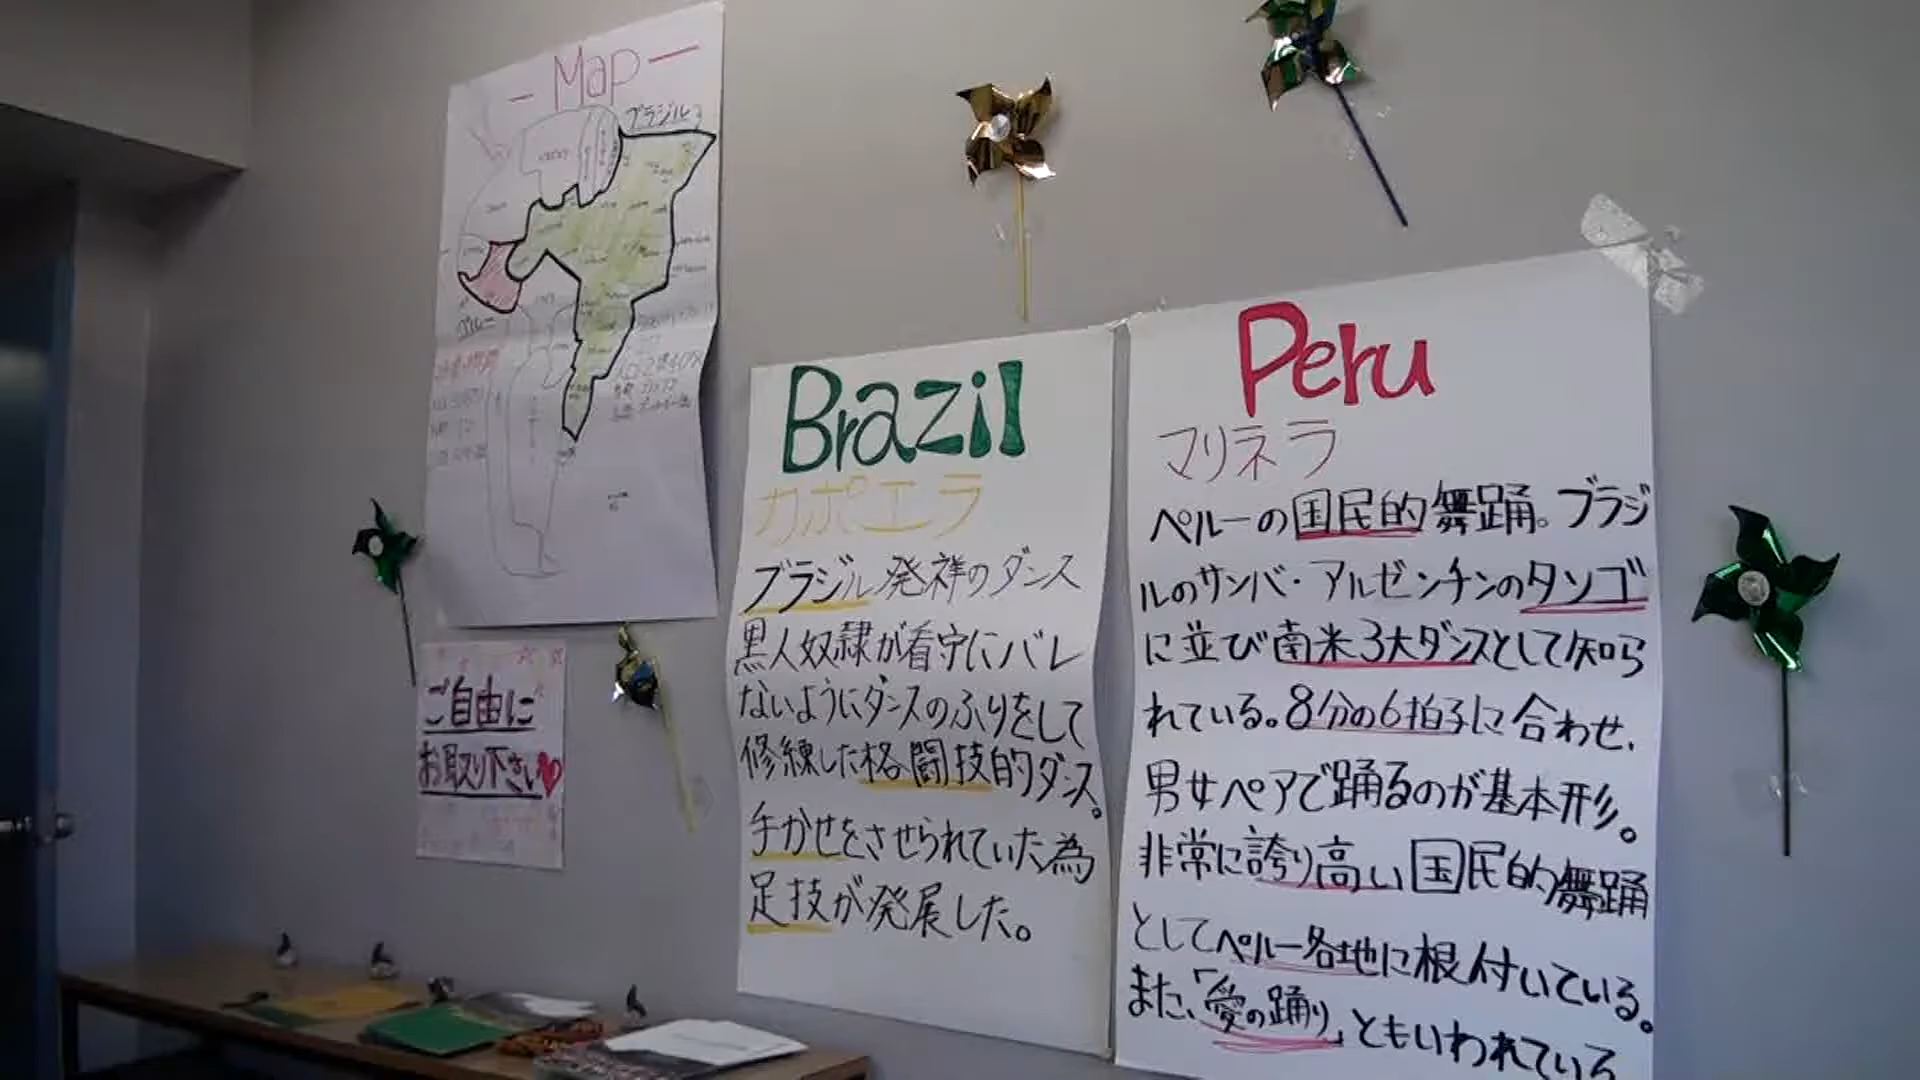 Map
ブラジル
ペルー
ご自由に
お取り下さい
Brazil
カポエラ
ブラジル発祥のダンス
黒人奴隷が看守にバレ
ないようにダンスのふりをして
修練した格闘技的ダンス。
手かせをさせられていた為
足技が発展した。
Peru
マリネラ
ペルーの国民的舞踊。ブラジ
ルのサンバ・アルゼンチンのタンゴ
に並び南米3大ダンスとして知ら
れている。8分の6拍子に合わせ、
男女ペアで踊るのが基本形。
非常に誇り高い国民的舞踊
としてペルー各地に根付いている。
また、「愛の踊り」ともいわれている